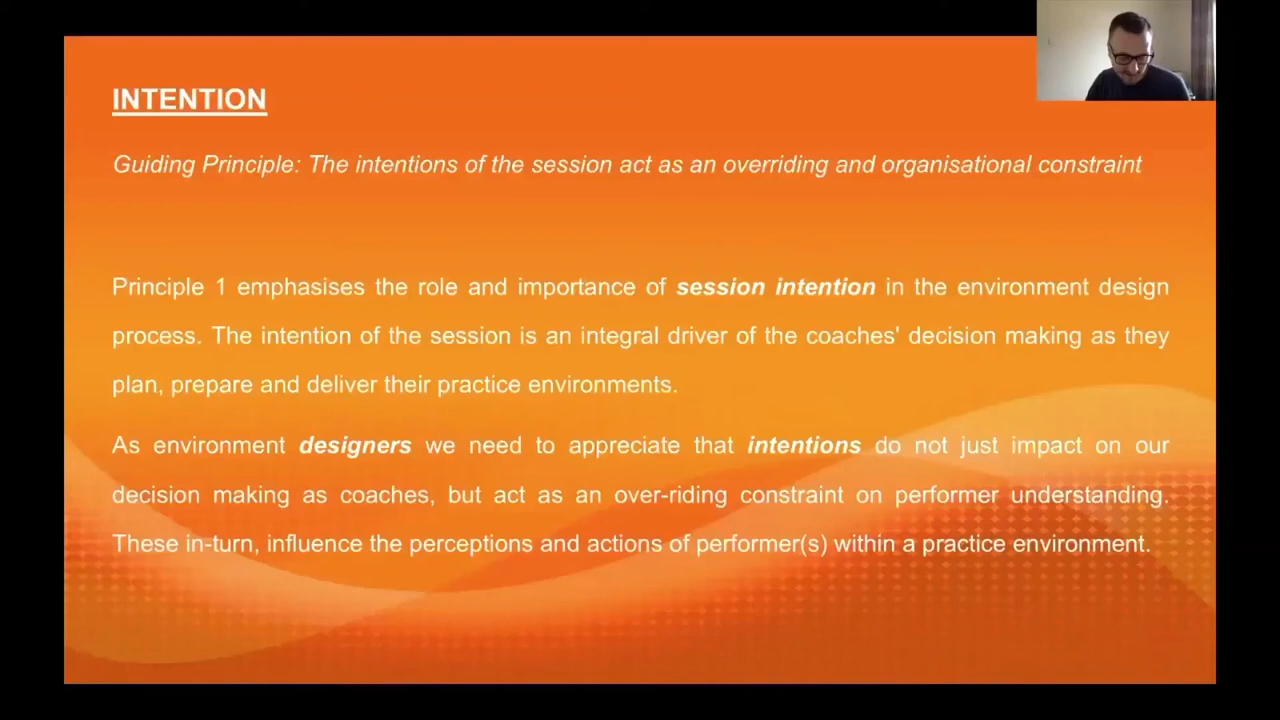 INTENTION
Guiding Principle: The intentions of the session act as an overriding and organisational constraint
Principle 1 emphasises the role and importance of session intention in the environment design
process. The intention of the session is an integral driver of the coaches' decision making as they
plan, prepare and deliver their practice environments.
As environment designers we need to appreciate that intentions do not just impact on our
decision making as coaches, but act as an over-riding constraint on performer understanding.
These in-turn, influence the perceptions and actions of performer(s) within a practice environment.